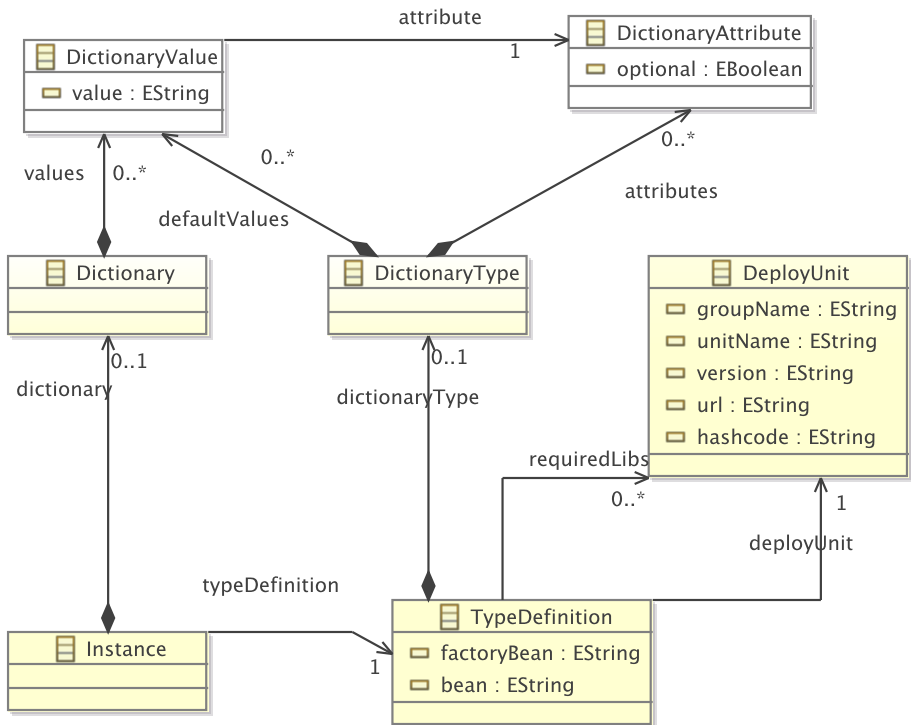 attribute
DictionaryValue
1
DictionaryAttribute
value : EString
optional : EBoolean
values
0..*
0..*
0..*
defaultValues
attributes
Dictionary
DictionaryType
DeployUnit
groupName : EString
unitName : EString
version : EString
url : EString
hashcode : EString
0..1
0..1
dictionary
dictionaryType
requiredLibs
0..*
1
deployUnit
typeDefinition
Instance
1
TypeDefinition
factoryBean : EString
bean : EString